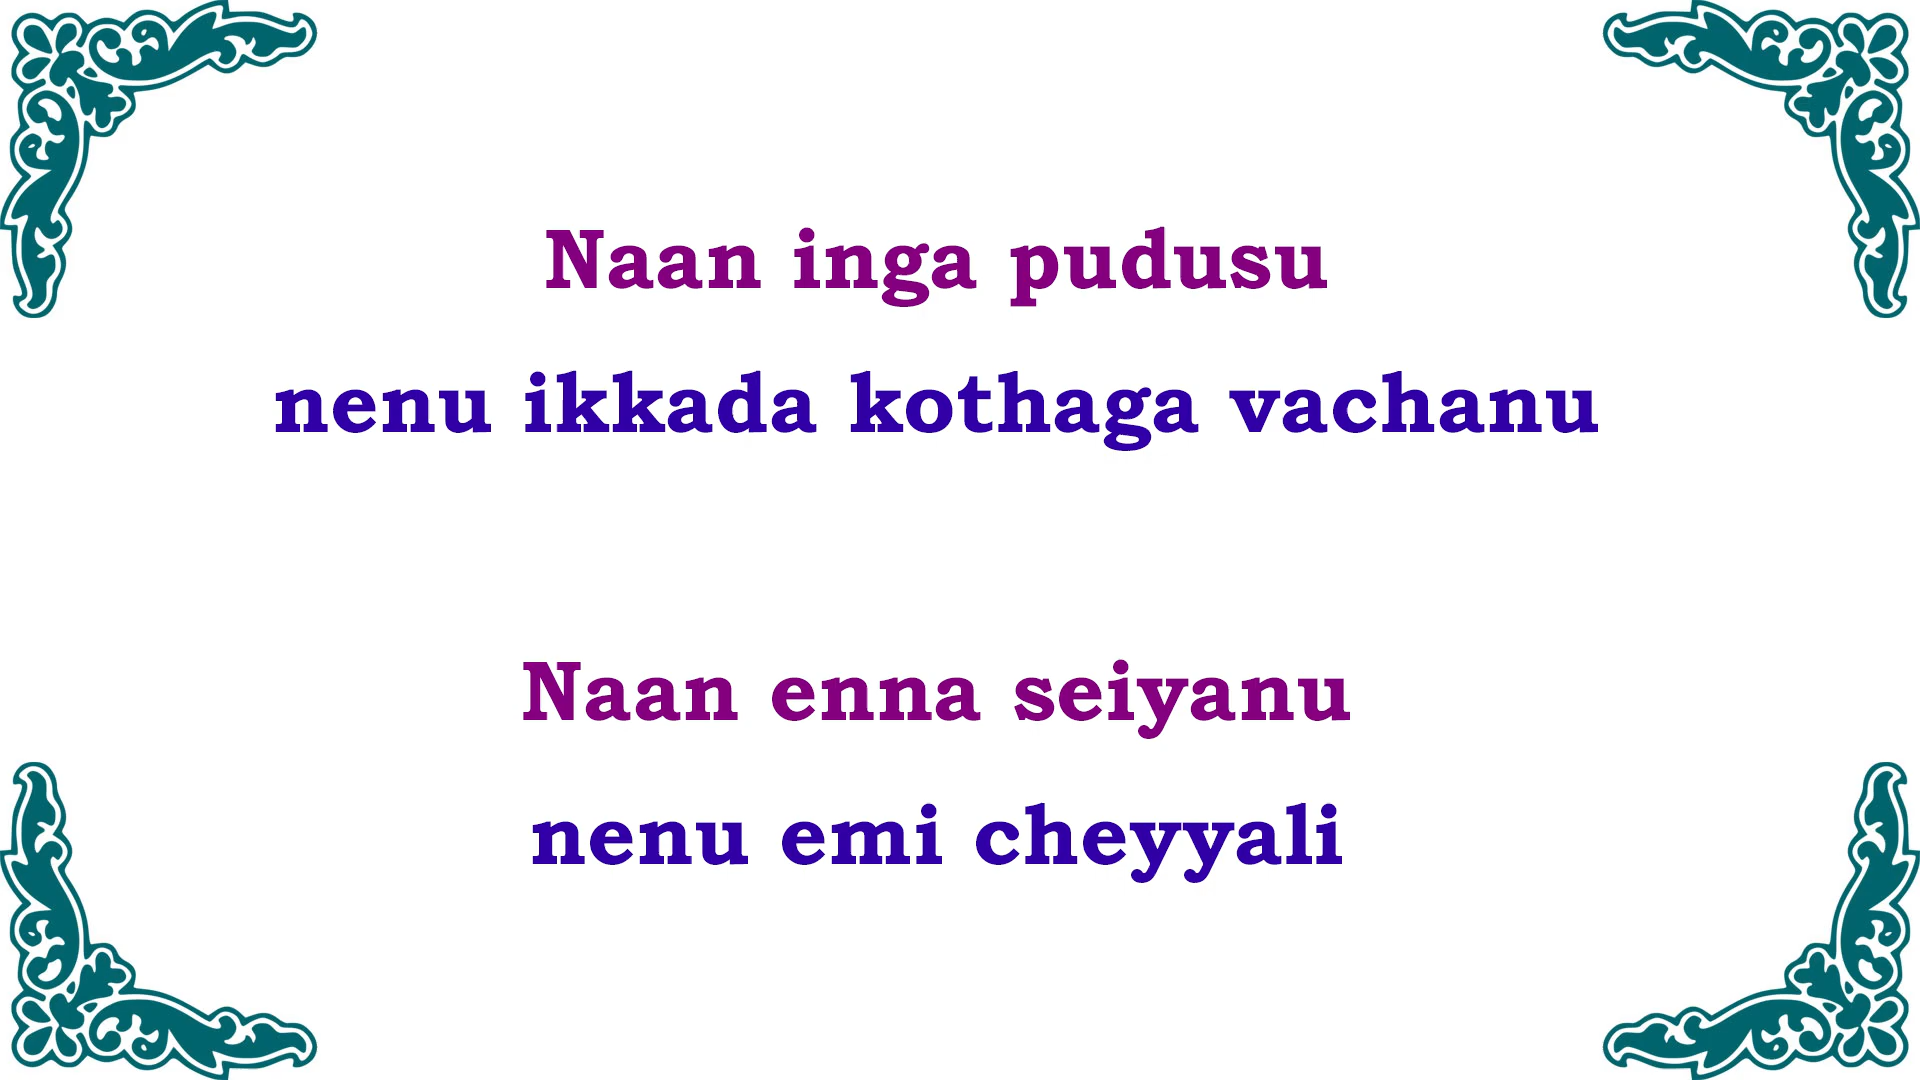 Naan inga pudusu
nenu ikkada kothaga vachanu
Naan enna seiyanu
nenu emi cheyyali